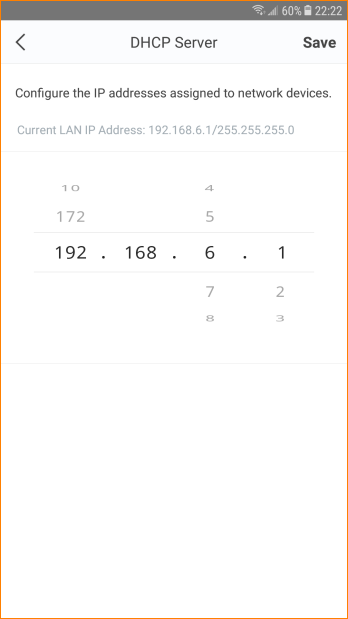 60% 22:22
DHCP Server Save
Configure the IP addresses assigned to network devices.
Current LAN IP Address: 192.168.6.1/255.255.255.0
10 4
172 5
192 . 168 . 6 . 1
7 2
8 3